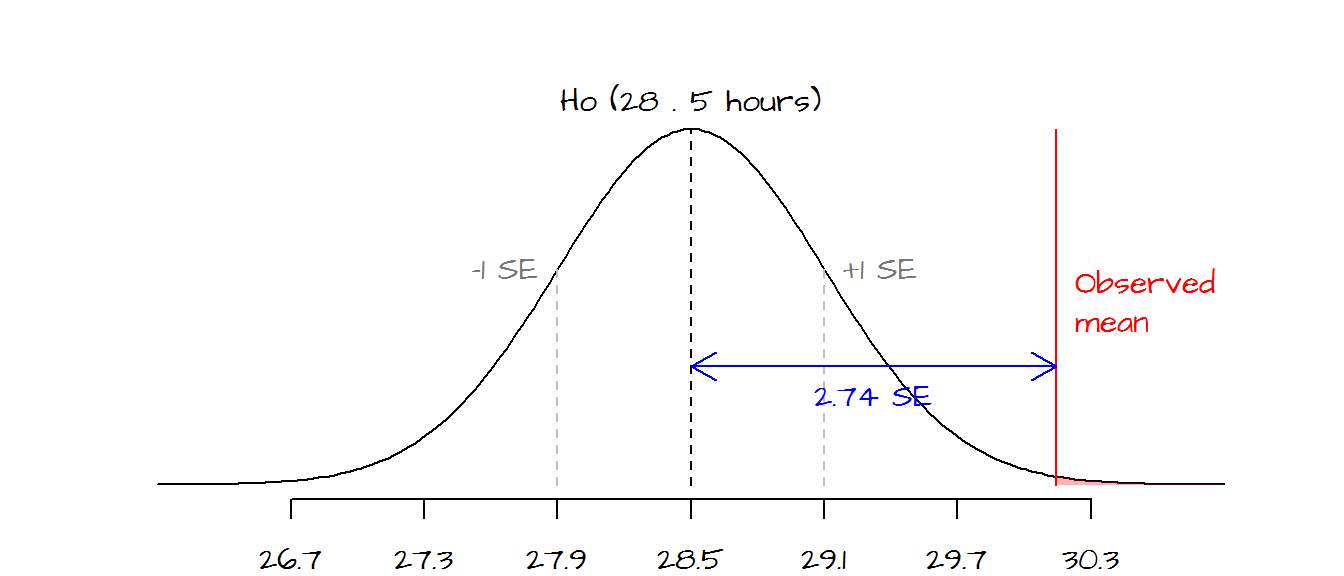 Ho (28 . 5 hours)
-1 SE
+1 SE
Observed
mean
2.74 SE
26.7
27.3
27.9
28.5
29.1
29.7
30.3